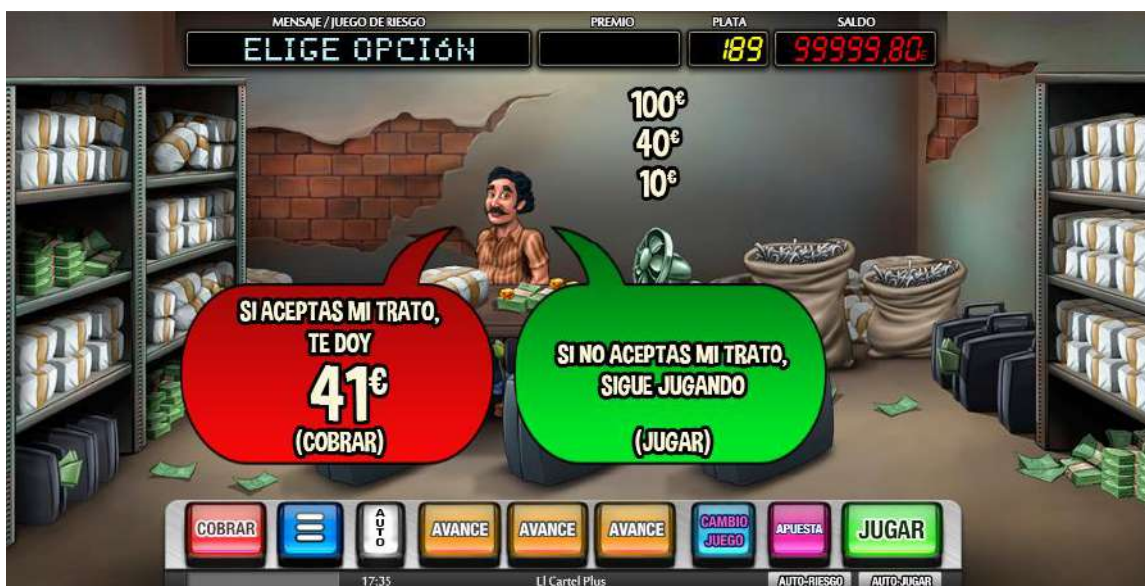 MENSAJE / JUEGO DE RIESGO
PREMIO
PLATA
SALDO
ELIGE OPCIÓN
189
99999,80€
100€
40€
10€
SI ACEPTAS MI TRATO,
TE DOY
41€
(COBRAR)
SI NO ACEPTAS MI TRATO,
SIGUE JUGANDO
(JUGAR)
COBRAR
AUTO
AVANCE
AVANCE
AVANCE
CAMBIO
JUEGO
APUESTA
JUGAR
17:35
El Cartel Plus
AUTO-RIESGO
AUTO-JUGAR